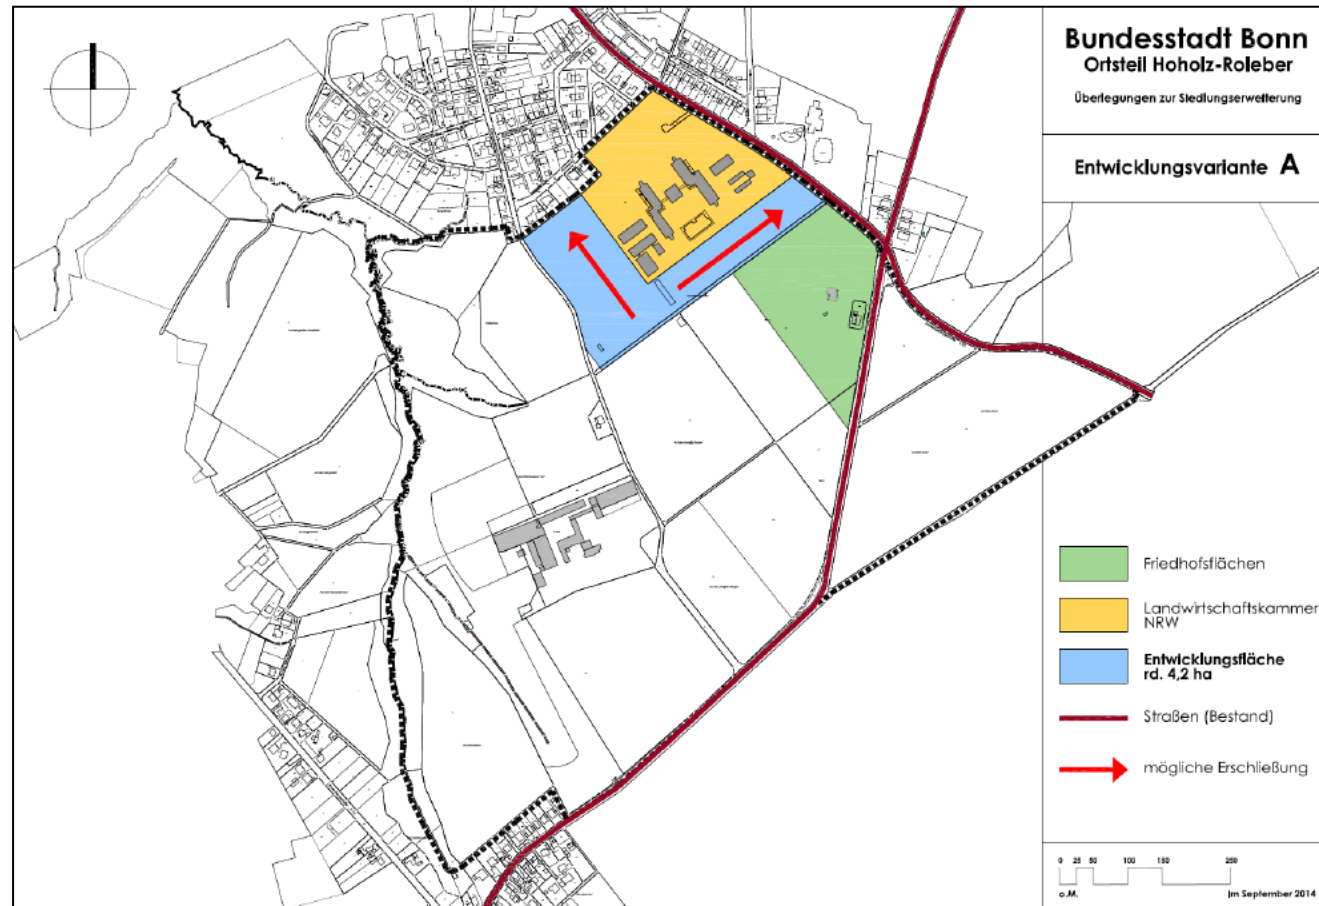 Bundesstadt Bonn
Ortsteil Hoholz-Roleber
Überlegungen zur Siedlungserweiterung
Entwicklungsvariante A
Friedhofsflächen
Landwirtschaftskammer
NRW
Entwicklungsfläche
rd. 4,2 ha
Straßen (Bestand)
mögliche Erschließung
0 25 50 100 150 250
o.M.
Im September 2014